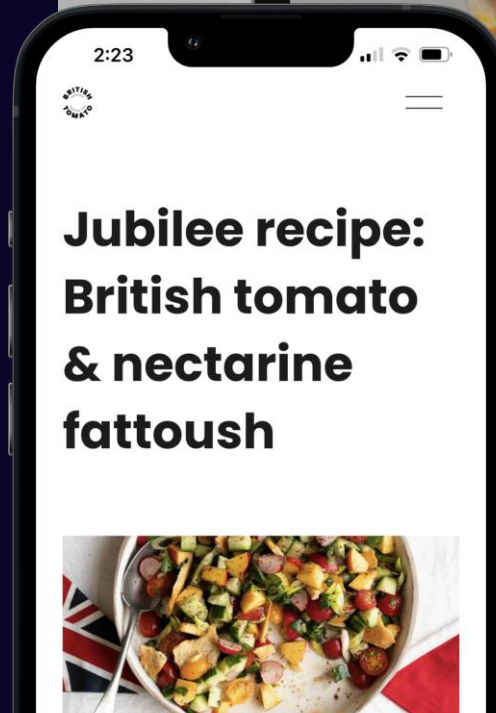 2:23
BRITISH
TOMATO
Jubilee recipe:
British tomato
& nectarine
fattoush